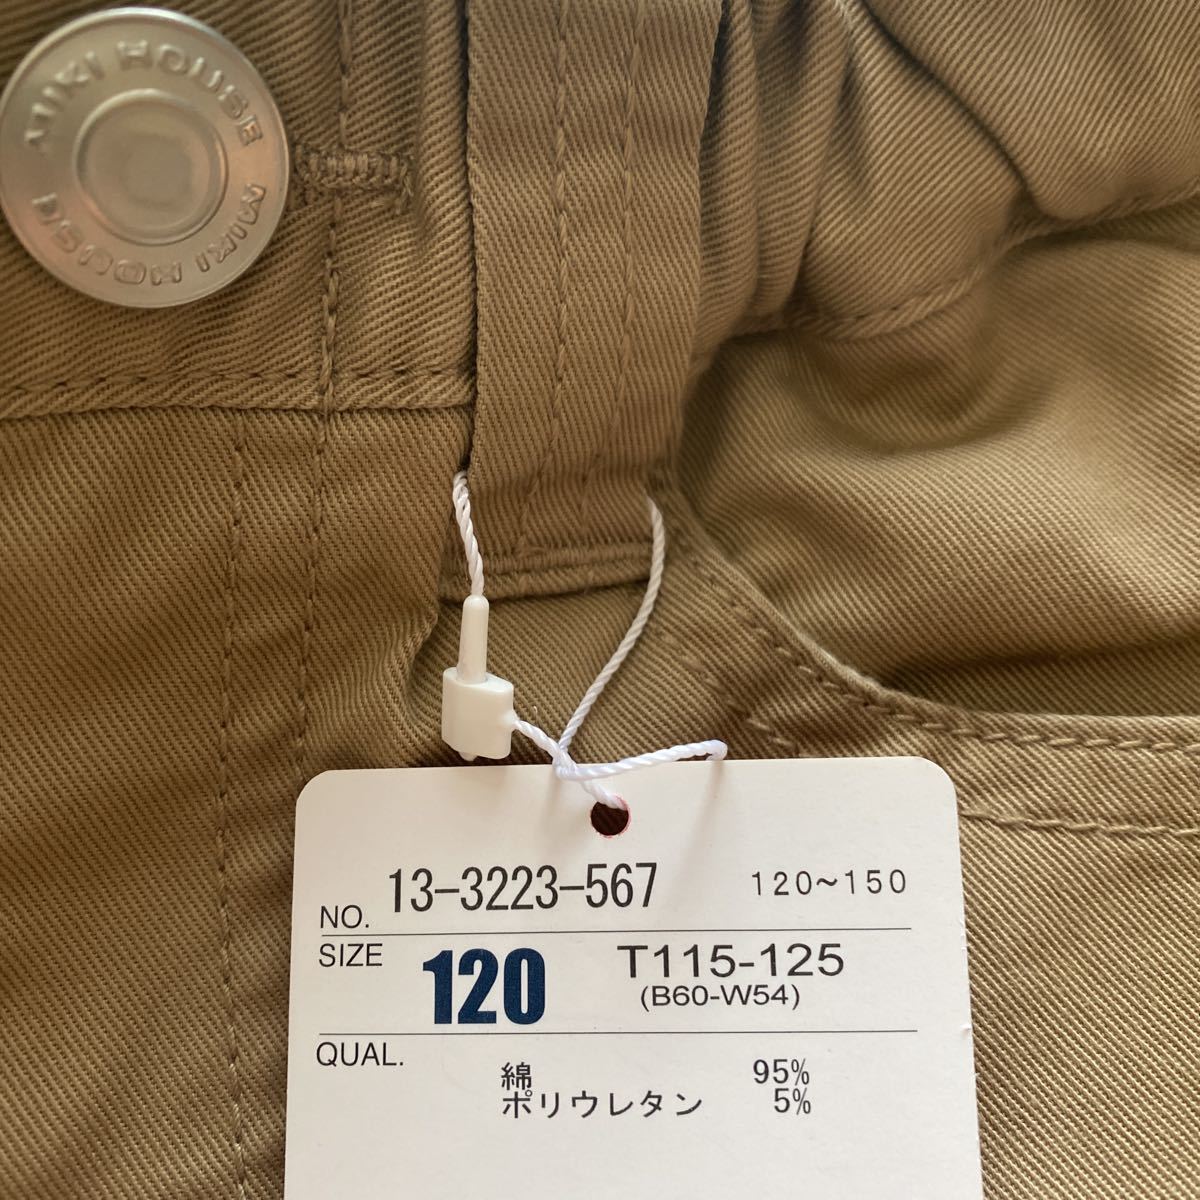 MIKI HOUSE
MIKI HOUSE
NO. 13-3223-567 120~150
SIZE 120 T115-125
(B60-W54)
QUAL.
綿 95%
ポリウレタン 5%